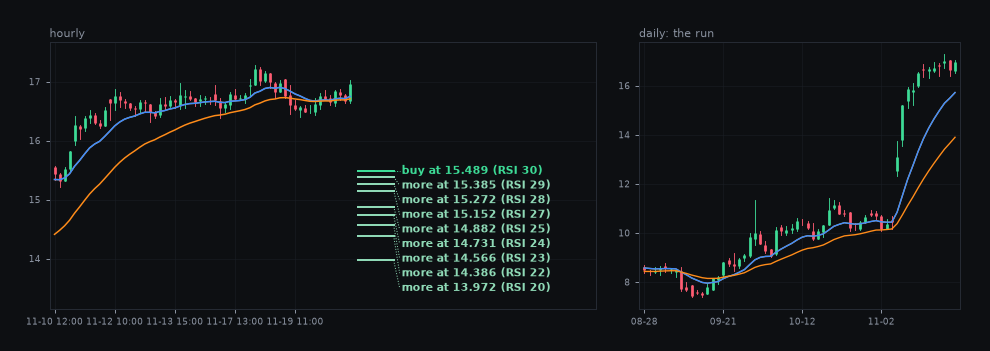 hourly
17
16
15
14
buy at 15.489 (RSI 30)
more at 15.385 (RSI 29)
more at 15.272 (RSI 28)
more at 15.152 (RSI 27)
more at 14.882 (RSI 25)
more at 14.731 (RSI 24)
more at 14.566 (RSI 23)
more at 14.386 (RSI 22)
more at 13.972 (RSI 20)
11-10 12:00 11-12 10:00 11-13 15:00 11-17 13:00 11-19 11:00
daily: the run
16
14
12
10
8
08-28 09-21 10-12 11-02